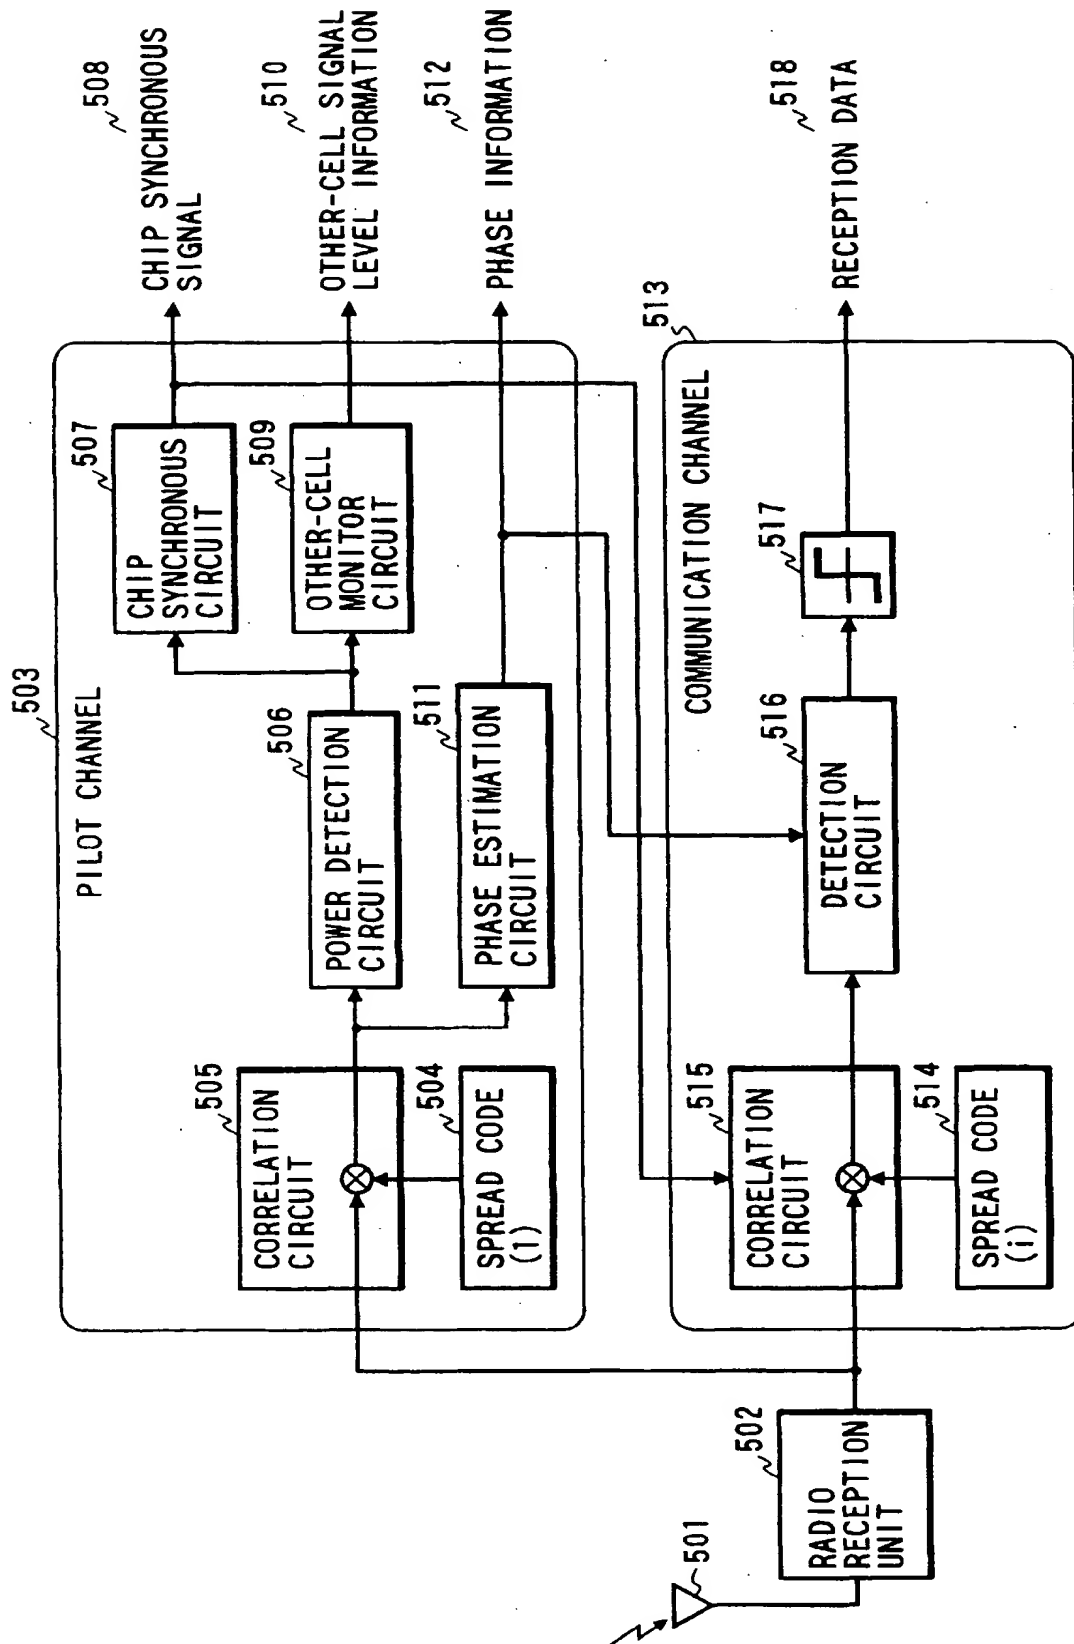 503
PILOT CHANNEL
507
CHIP
SYNCHRONOUS
CIRCUIT
CHIP SYNCHRONOUS
SIGNAL
508
506
POWER DETECTION
CIRCUIT
509
OTHER-CELL
MONITOR
CIRCUIT
OTHER-CELL SIGNAL
LEVEL INFORMATION
510
505
CORRELATION
CIRCUIT
504
SPREAD CODE
(1)
511
PHASE ESTIMATION
CIRCUIT
PHASE INFORMATION
512
513
COMMUNICATION CHANNEL
515
CORRELATION
CIRCUIT
514
SPREAD CODE
(i)
516
DETECTION
CIRCUIT
517
RECEPTION DATA
518
501
502
RADIO
RECEPTION
UNIT